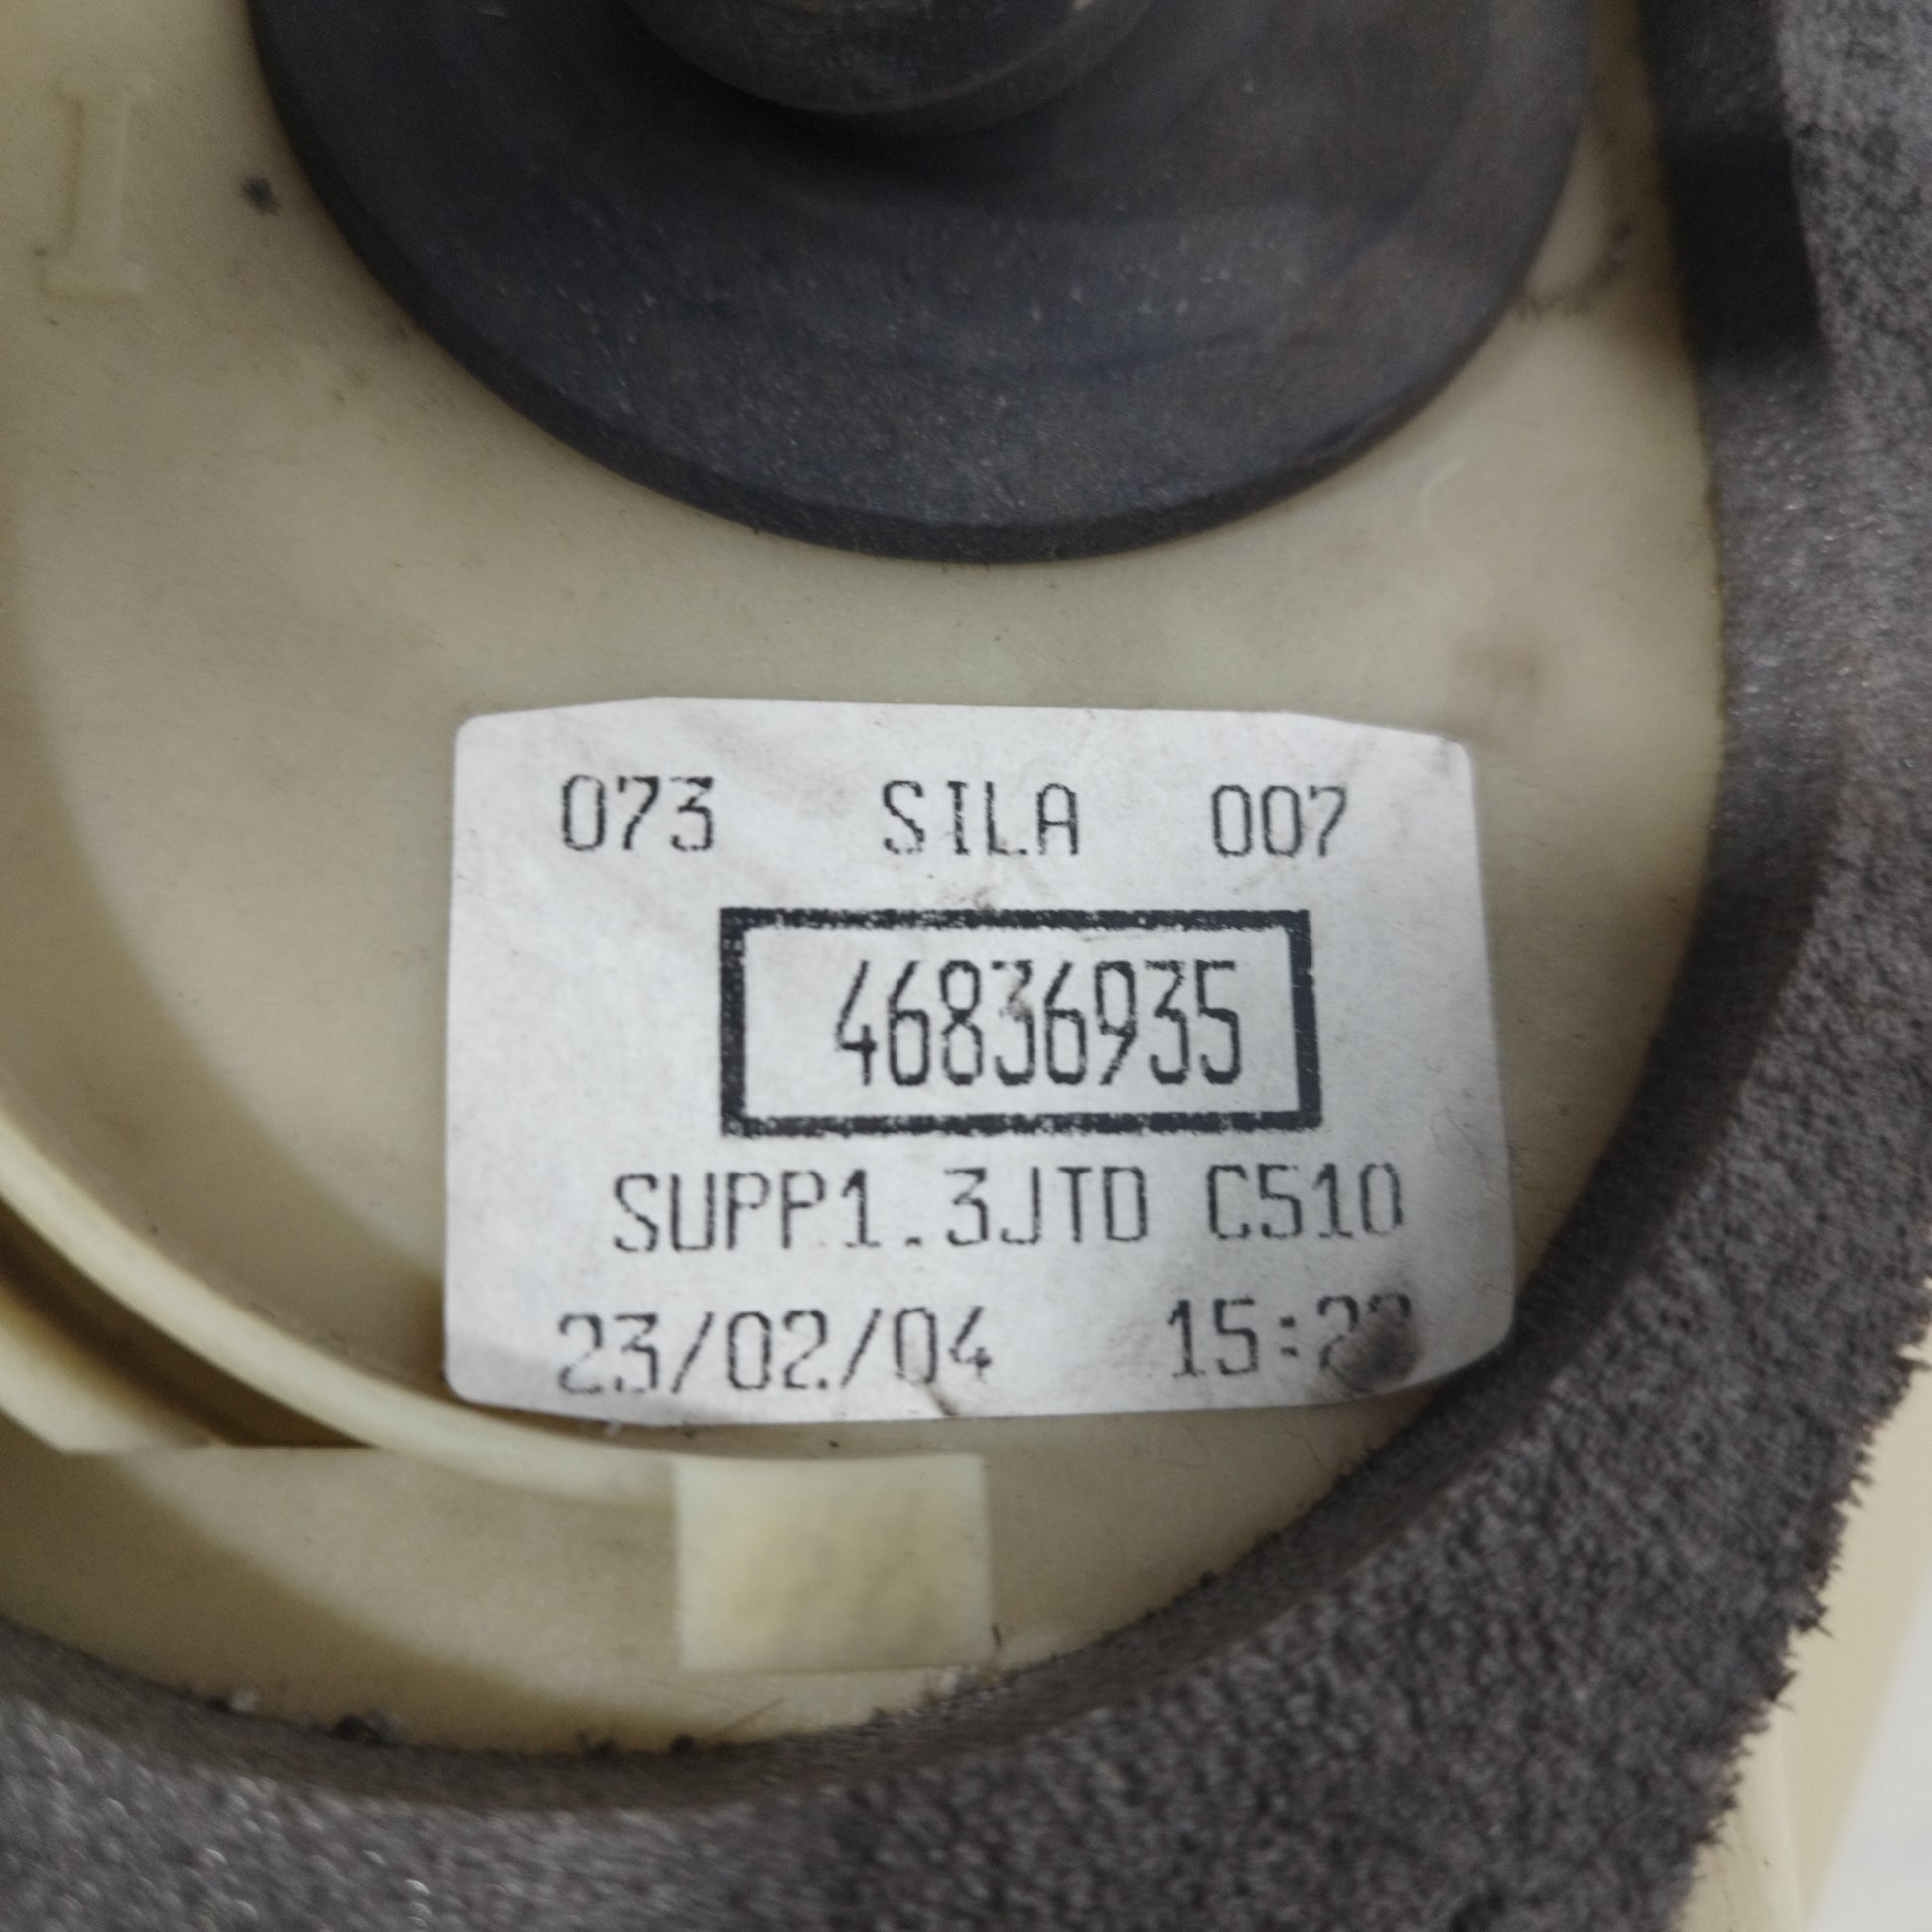 I
073 SILA 007
46836935
SUPP1.3JTD C510
23/02/04